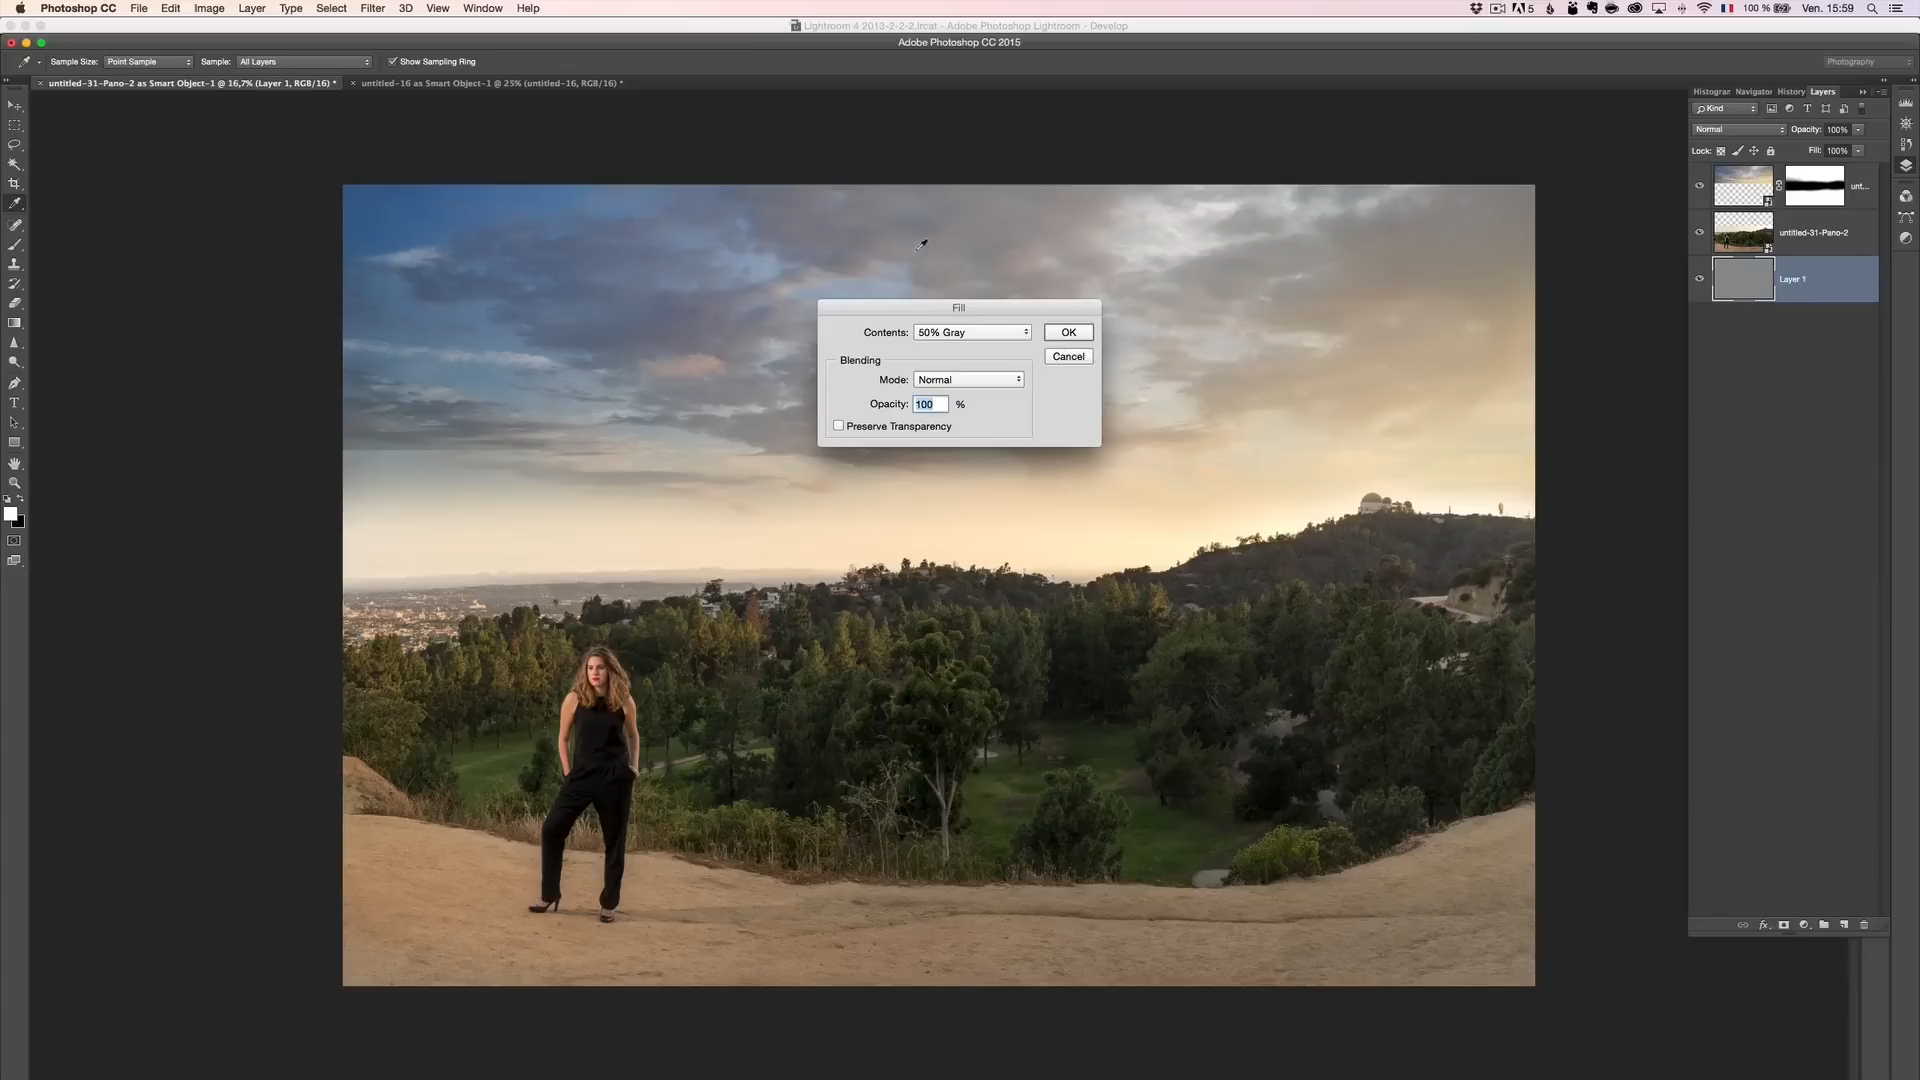 Photoshop CC File Edit Image Layer Type Select Filter 3D View Window Help 5 100 % Ven. 15:59
Lightroom 4 2013-2-2-2.lrcat - Adobe Photoshop Lightroom - Develop
Adobe Photoshop CC 2015
Sample Size: Point Sample Sample: All Layers Show Sampling Ring Photography
untitled-31-Pano-2 as Smart Object-1 @ 16,7% (Layer 1, RGB/16) * untitled-16 as Smart Object-1 @ 25% (untitled-16, RGB/16) *
Histogran Navigator History Layers
Kind
Normal Opacity: 100%
Lock: Fill: 100%
unt...
untitled-31-Pano-2
Layer 1
Fill
Contents: 50% Gray OK
Cancel
Blending
Mode: Normal
Opacity: 100 %
Preserve Transparency
fx